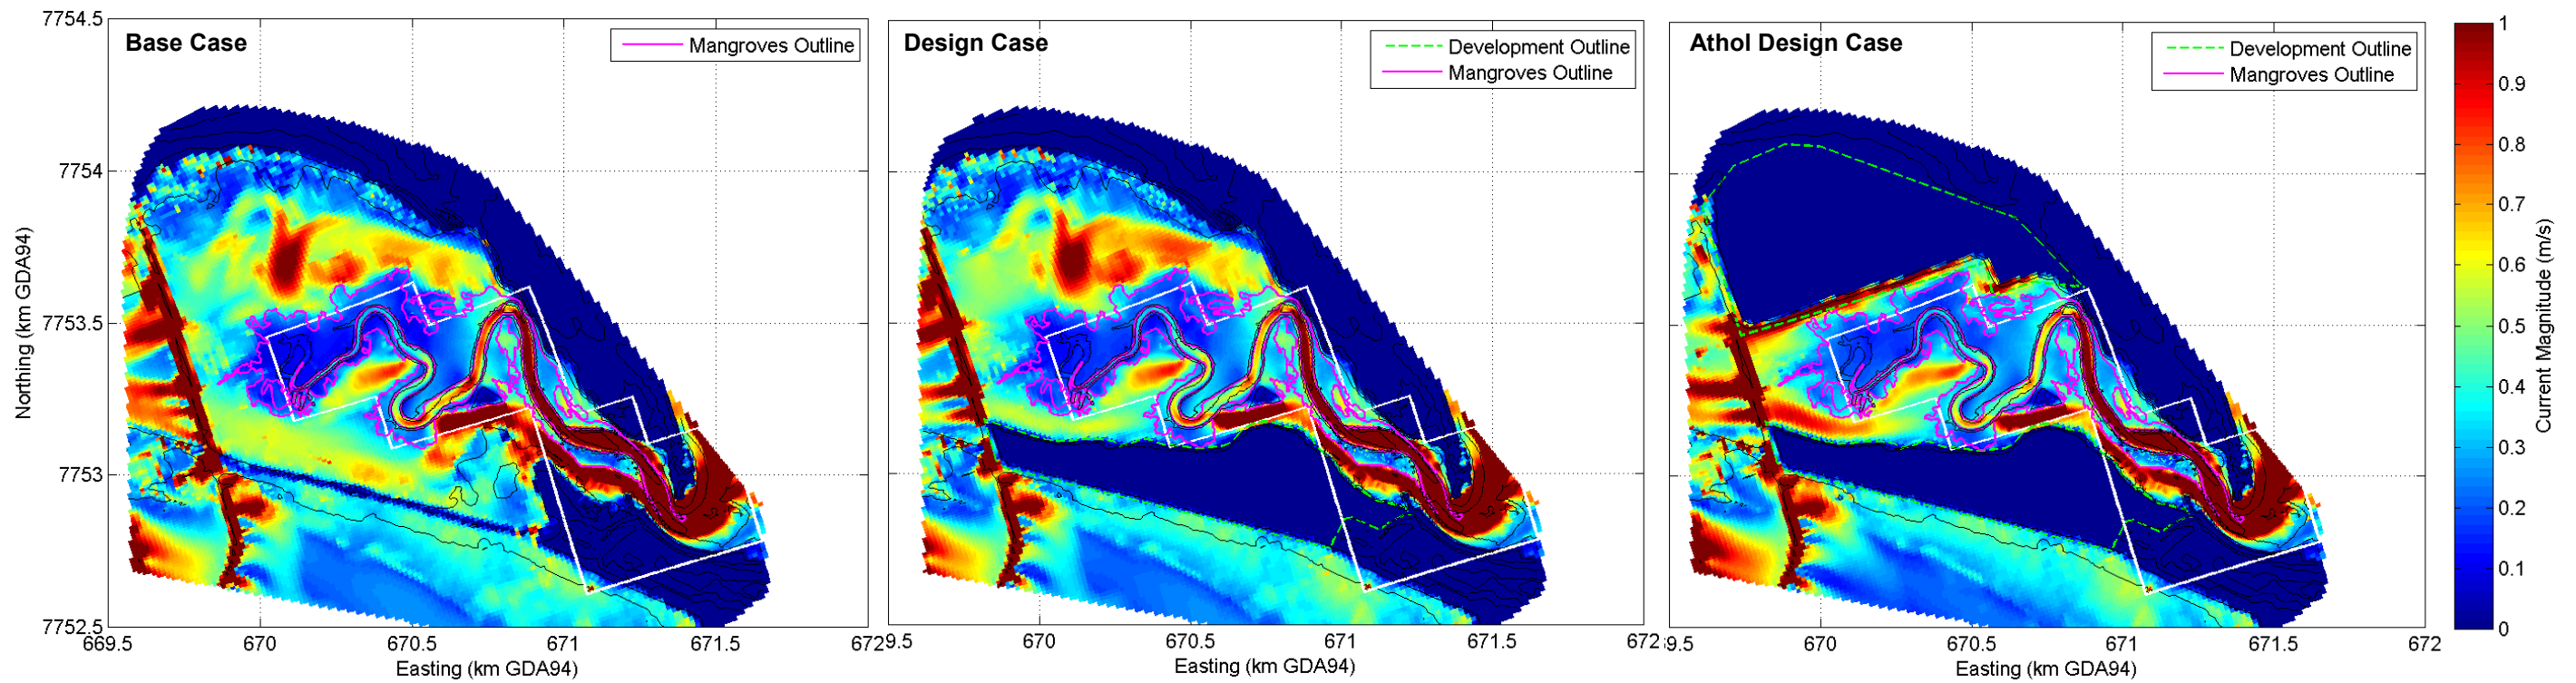 Base Case
Mangroves Outline
7754.5
7754
7753.5
7753
7752.5
Northing (km GDA94)
669.5
670
670.5
671
671.5
672
Easting (km GDA94)
Design Case
Development Outline
Mangroves Outline
9.5
670
670.5
671
671.5
672
Easting (km GDA94)
Athol Design Case
Development Outline
Mangroves Outline
9.5
670
670.5
671
671.5
672
Easting (km GDA94)
1
0.9
0.8
0.7
0.6
0.5
0.4
0.3
0.2
0.1
0
Current Magnitude (m/s)